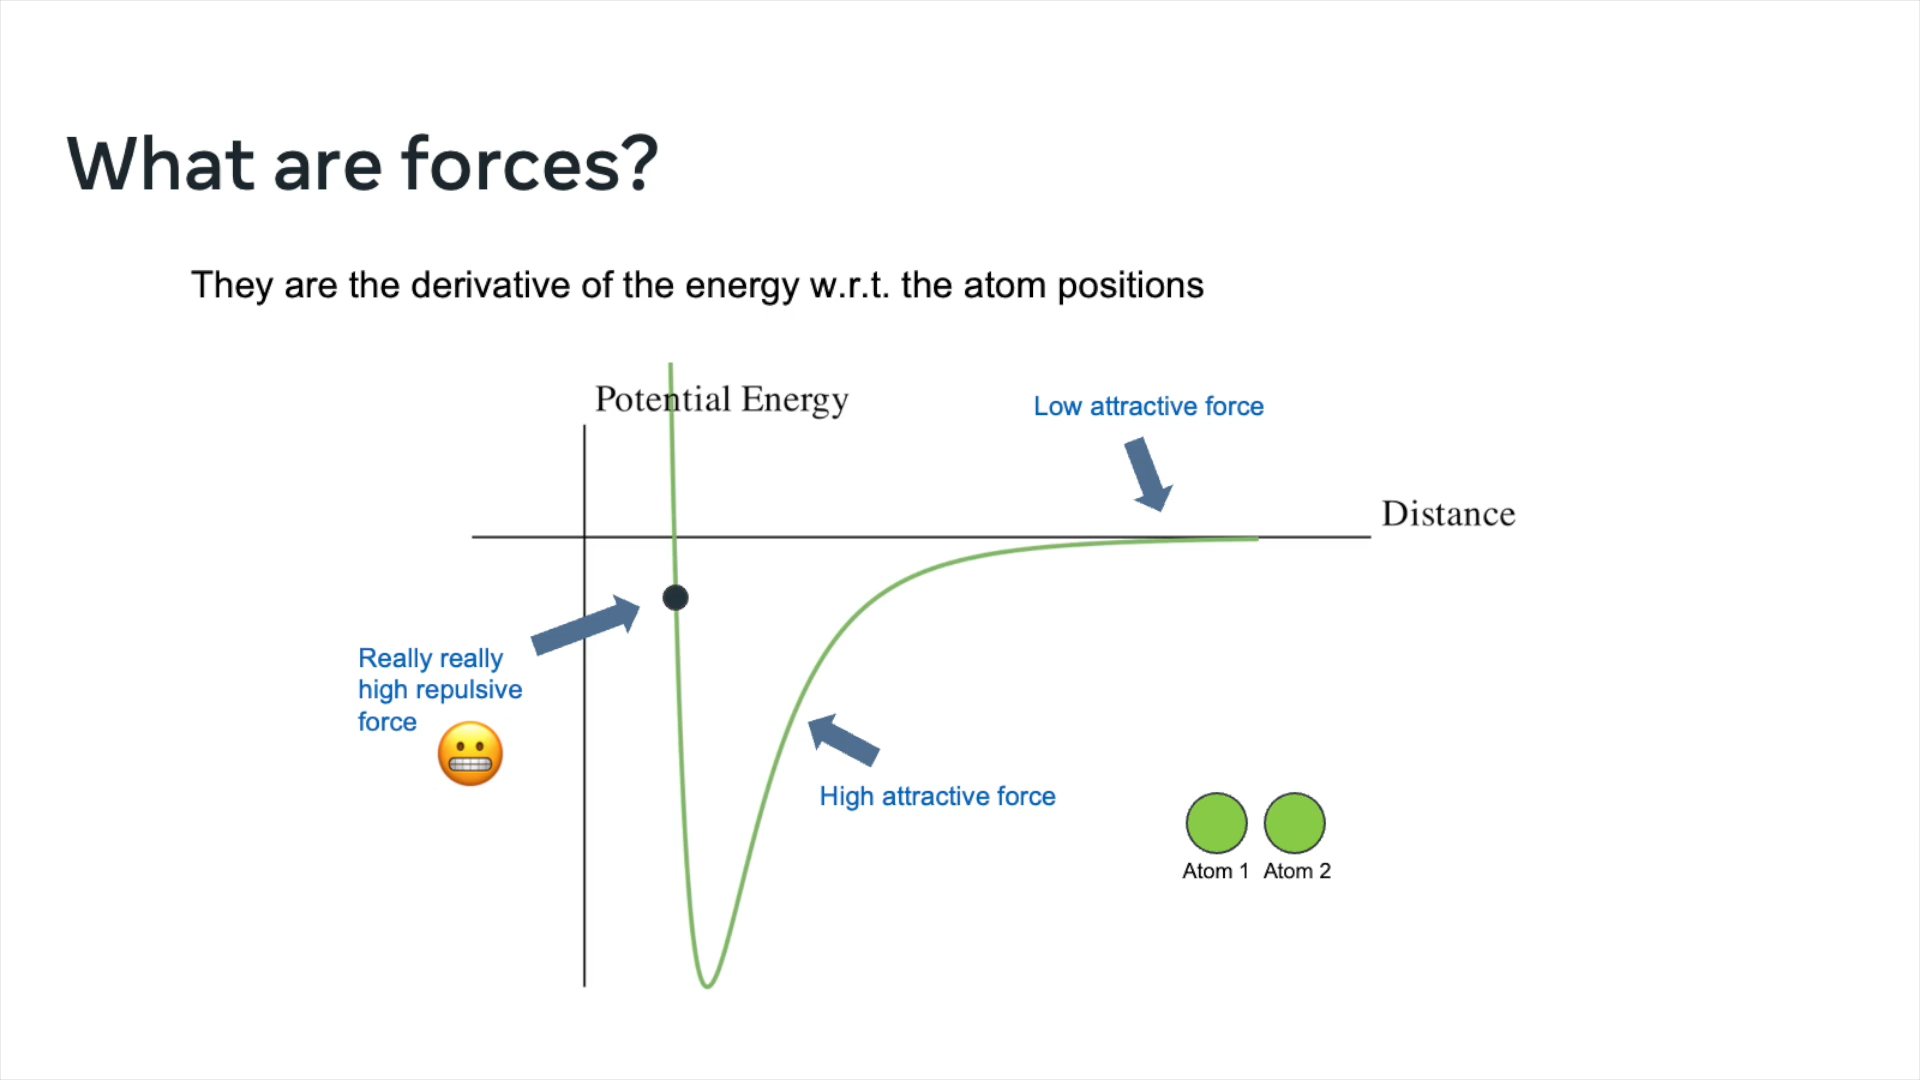 What are forces?
They are the derivative of the energy w.r.t. the atom positions
Potential Energy
Low attractive force
Distance
Really really
high repulsive
force
High attractive force
Atom 1
Atom 2